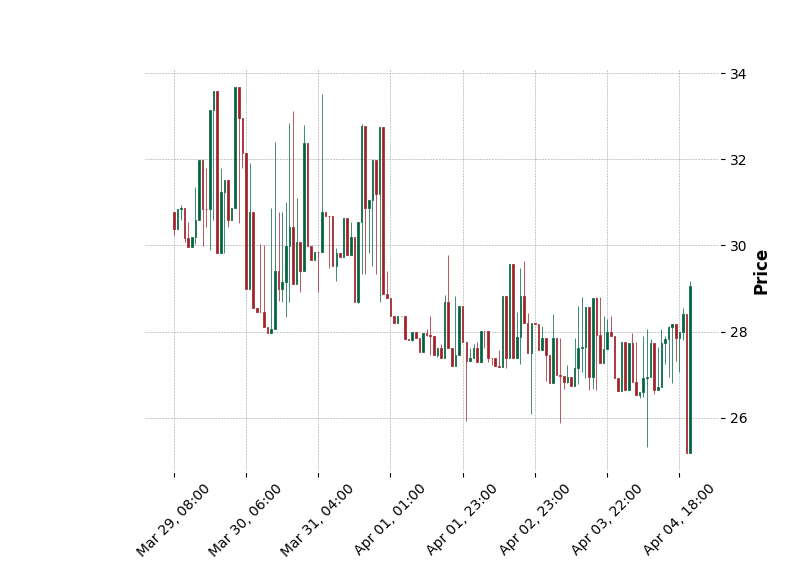 34
32
30
28
26
Price
Mar 29, 08:00
Mar 30, 06:00
Mar 31, 04:00
Apr 01, 01:00
Apr 01, 23:00
Apr 02, 23:00
Apr 03, 22:00
Apr 04, 18:00